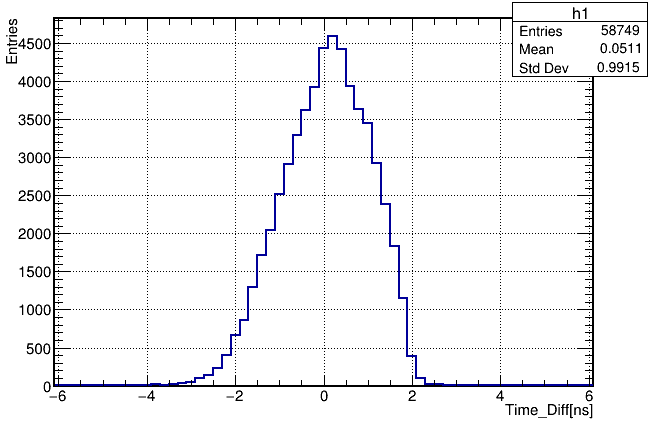 h1
Entries 58749
Mean 0.0511
Std Dev 0.9915
Entries
4500
4000
3500
3000
2500
2000
1500
1000
500
0
−6 −4 −2 0 2 4 6
Time_Diff[ns]